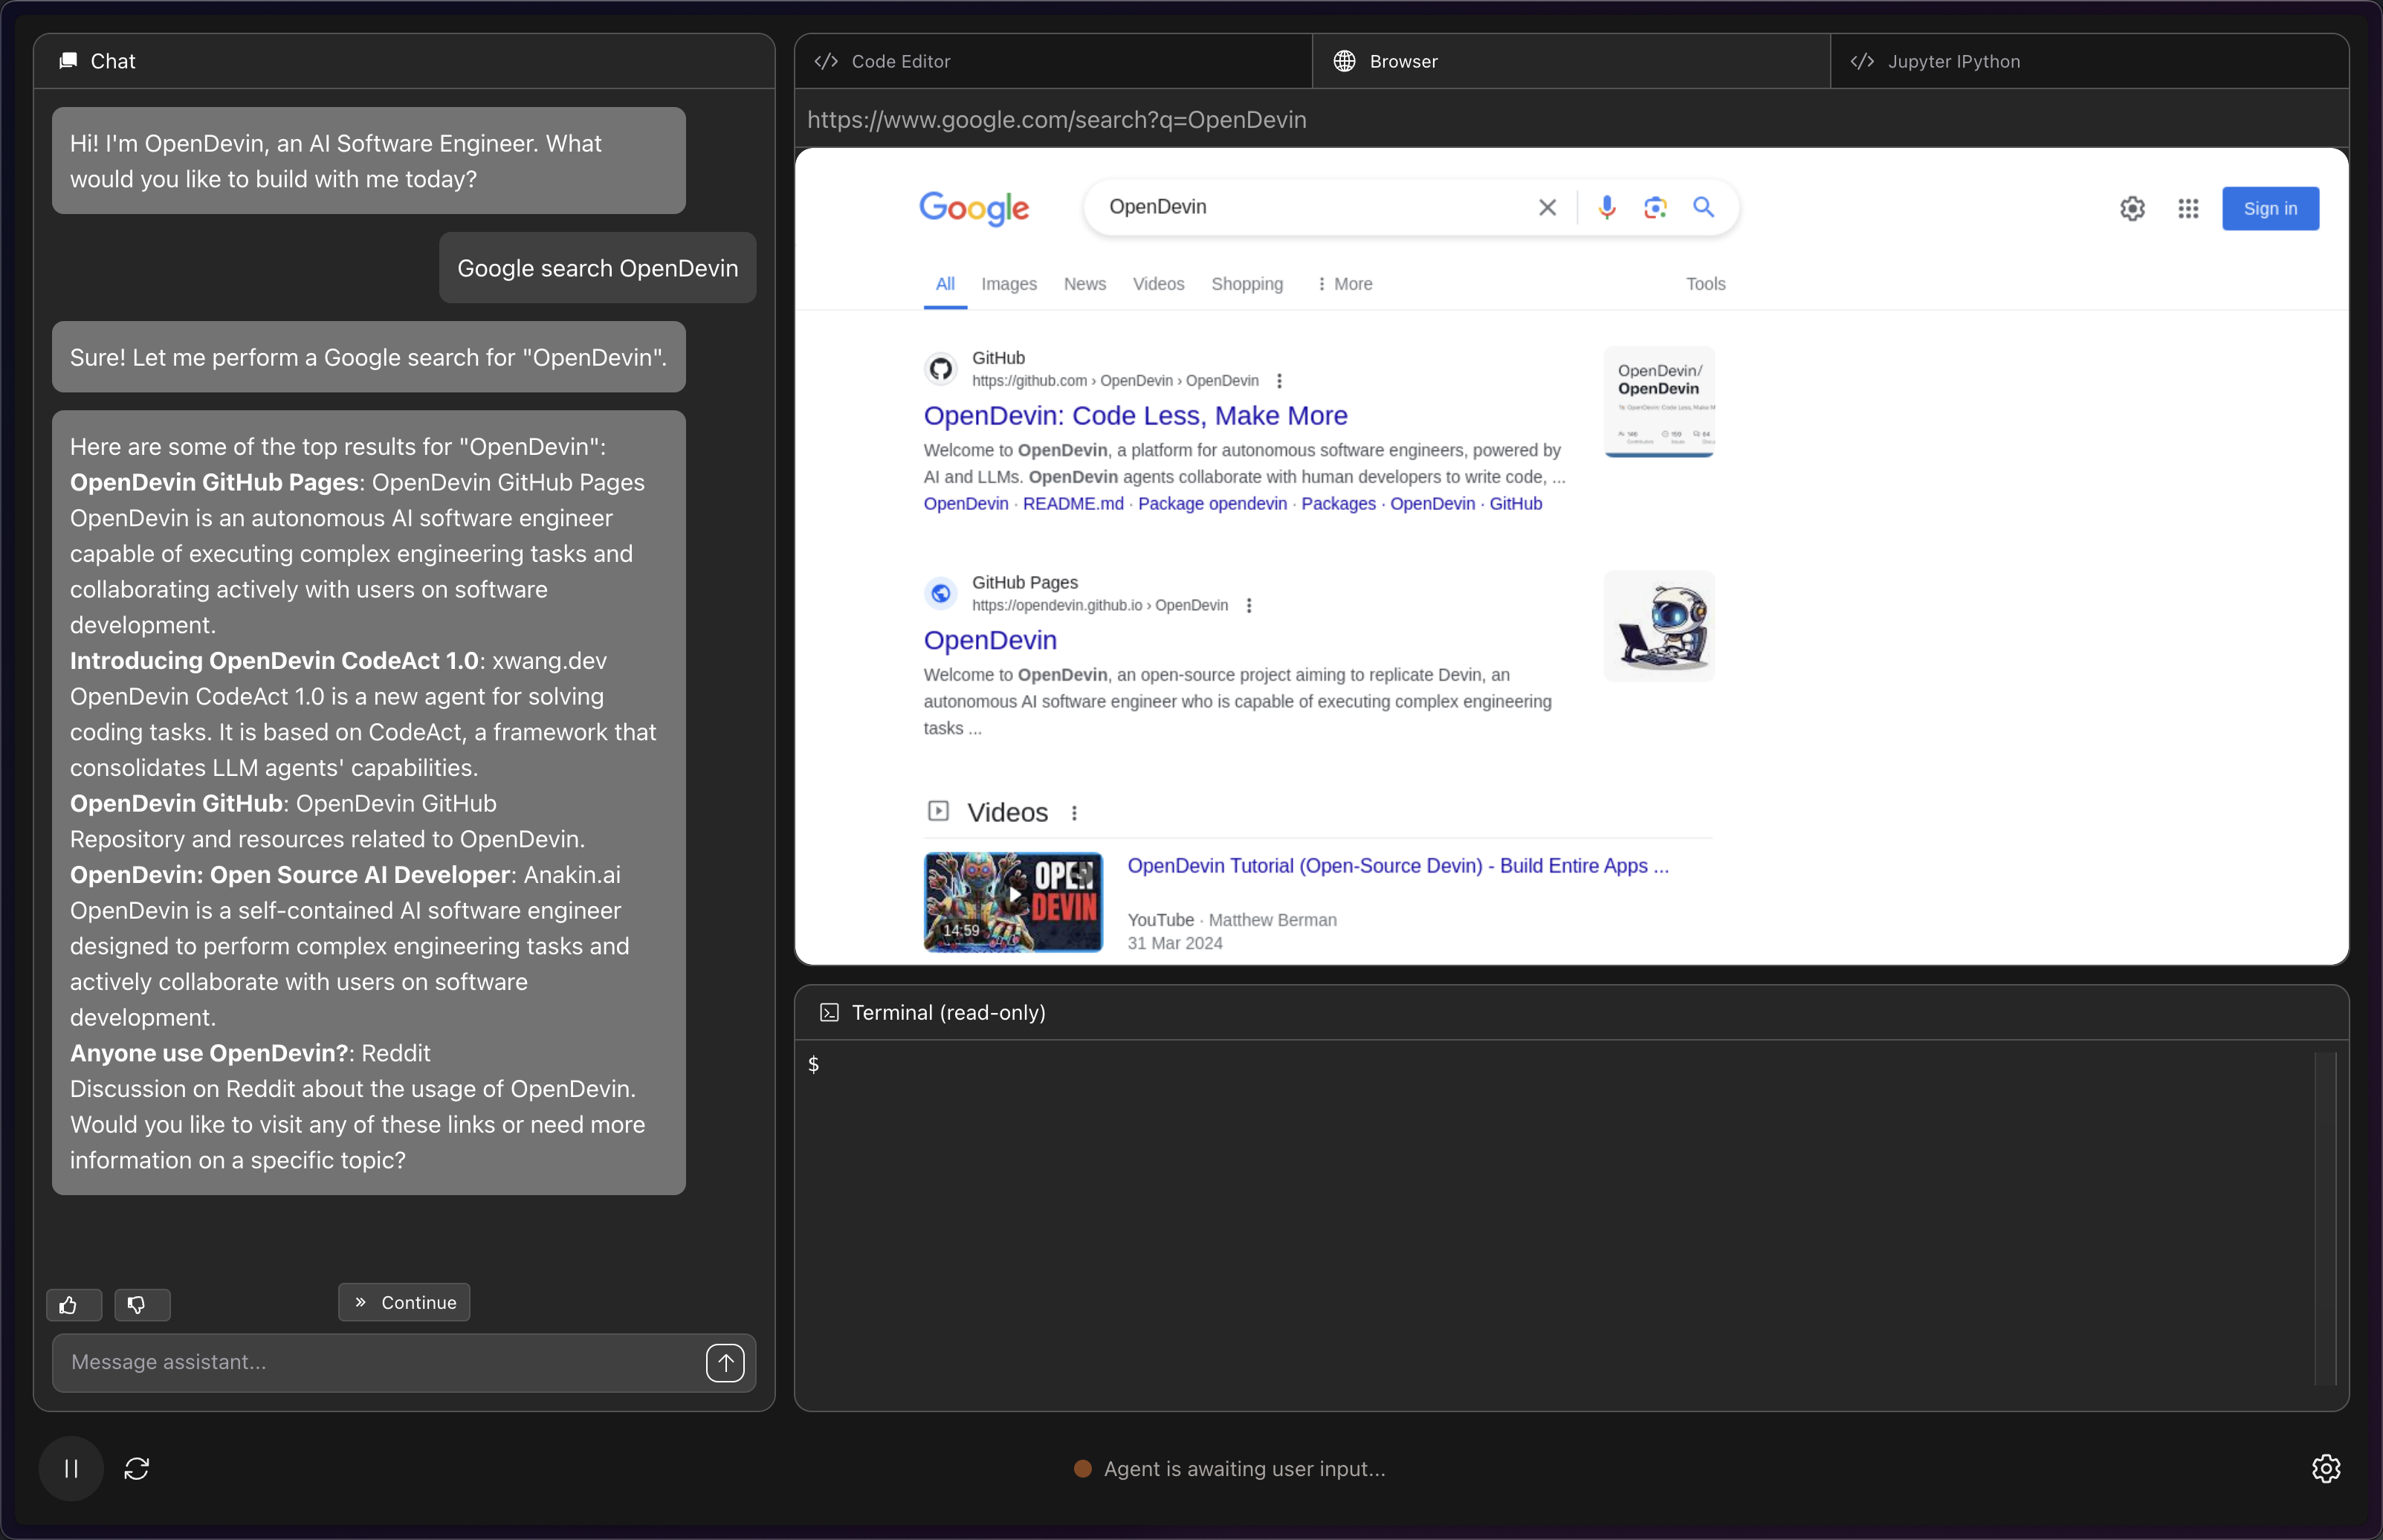 Chat
Hi! I'm OpenDevin, an AI Software Engineer. What
would you like to build with me today?
Google search OpenDevin
Sure! Let me perform a Google search for "OpenDevin".
Here are some of the top results for "OpenDevin":
OpenDevin GitHub Pages: OpenDevin GitHub Pages
OpenDevin is an autonomous AI software engineer
capable of executing complex engineering tasks and
collaborating actively with users on software
development.
Introducing OpenDevin CodeAct 1.0: xwang.dev
OpenDevin CodeAct 1.0 is a new agent for solving
coding tasks. It is based on CodeAct, a framework that
consolidates LLM agents' capabilities.
OpenDevin GitHub: OpenDevin GitHub
Repository and resources related to OpenDevin.
OpenDevin: Open Source AI Developer: Anakin.ai
OpenDevin is a self-contained AI software engineer
designed to perform complex engineering tasks and
actively collaborate with users on software
development.
Anyone use OpenDevin?: Reddit
Discussion on Reddit about the usage of OpenDevin.
Would you like to visit any of these links or need more
information on a specific topic?
Continue
Message assistant...
Code Editor
Browser
Jupyter IPython
https://www.google.com/search?q=OpenDevin
Google
OpenDevin
Sign in
All Images News Videos Shopping More Tools
GitHub
https://github.com › OpenDevin › OpenDevin
OpenDevin: Code Less, Make More
Welcome to OpenDevin, a platform for autonomous software engineers, powered by
AI and LLMs. OpenDevin agents collaborate with human developers to write code, ...
OpenDevin · README.md · Package opendevin · Packages · OpenDevin · GitHub
OpenDevin/
OpenDevin
GitHub Pages
https://opendevin.github.io › OpenDevin
OpenDevin
Welcome to OpenDevin, an open-source project aiming to replicate Devin, an
autonomous AI software engineer who is capable of executing complex engineering
tasks ...
Videos
OPEN
DEVIN
14:59
OpenDevin Tutorial (Open-Source Devin) - Build Entire Apps ...
YouTube · Matthew Berman
31 Mar 2024
Terminal (read-only)
$
Agent is awaiting user input...